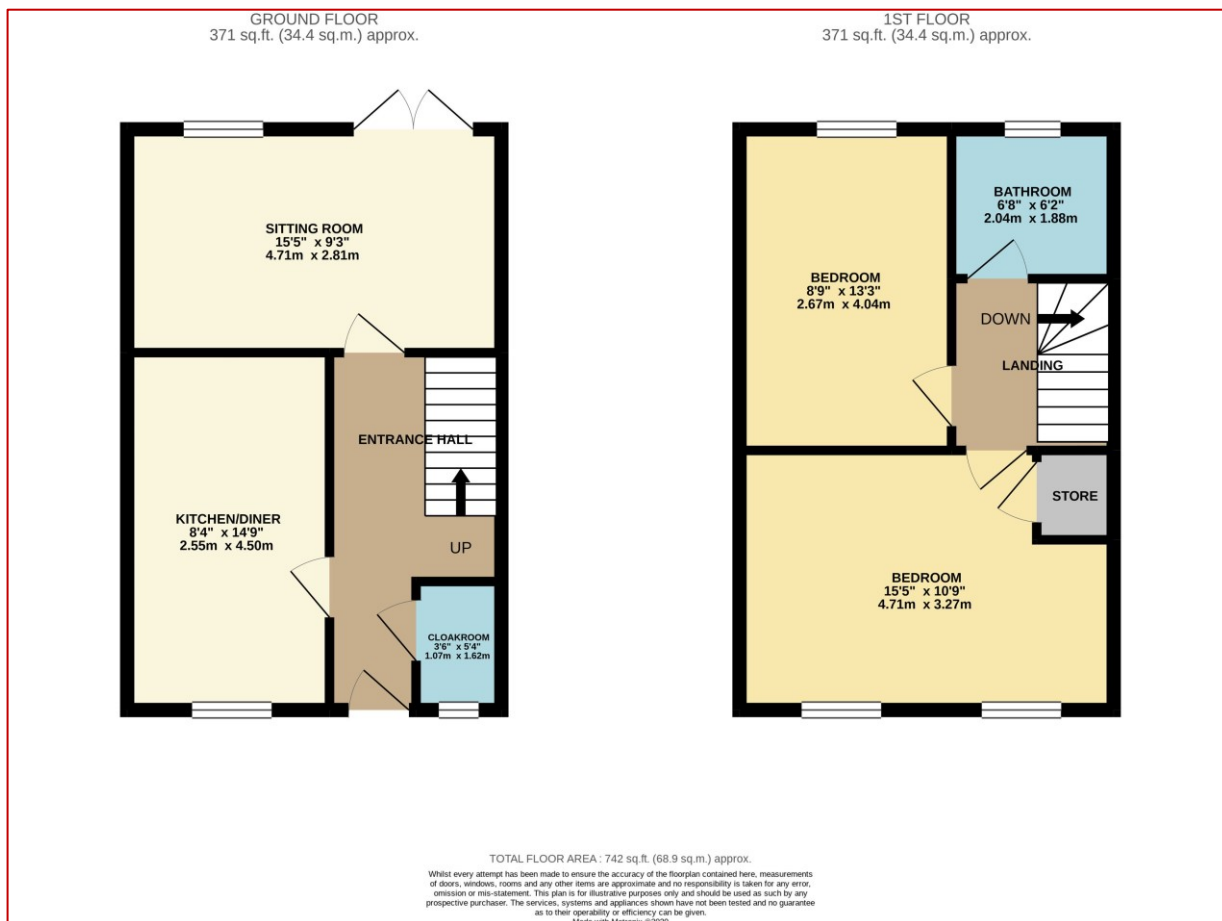 GROUND FLOOR
371 sq.ft. (34.4 sq.m.) approx.
SITTING ROOM
15'5" x 9'3"
4.71m x 2.81m
ENTRANCE HALL
KITCHEN/DINER
8'4" x 14'9"
2.55m x 4.50m
UP
CLOAKROOM
3'6" x 5'4"
1.07m x 1.62m
1ST FLOOR
371 sq.ft. (34.4 sq.m.) approx.
BATHROOM
6'8" x 6'2"
2.04m x 1.88m
BEDROOM
8'9" x 13'3"
2.67m x 4.04m
DOWN
LANDING
STORE
BEDROOM
15'5" x 10'9"
4.71m x 3.27m
TOTAL FLOOR AREA : 742 sq.ft. (68.9 sq.m.) approx.
Whilst every attempt has been made to ensure the accuracy of the floorplan contained here, measurements
of doors, windows, rooms and any other items are approximate and no responsibility is taken for any error,
omission or mis-statement. This plan is for illustrative purposes only and should be used as such by any
prospective purchaser. The services, systems and appliances shown have not been tested and no guarantee
as to their operability or efficiency can be given.
Made with Metropix ©2020